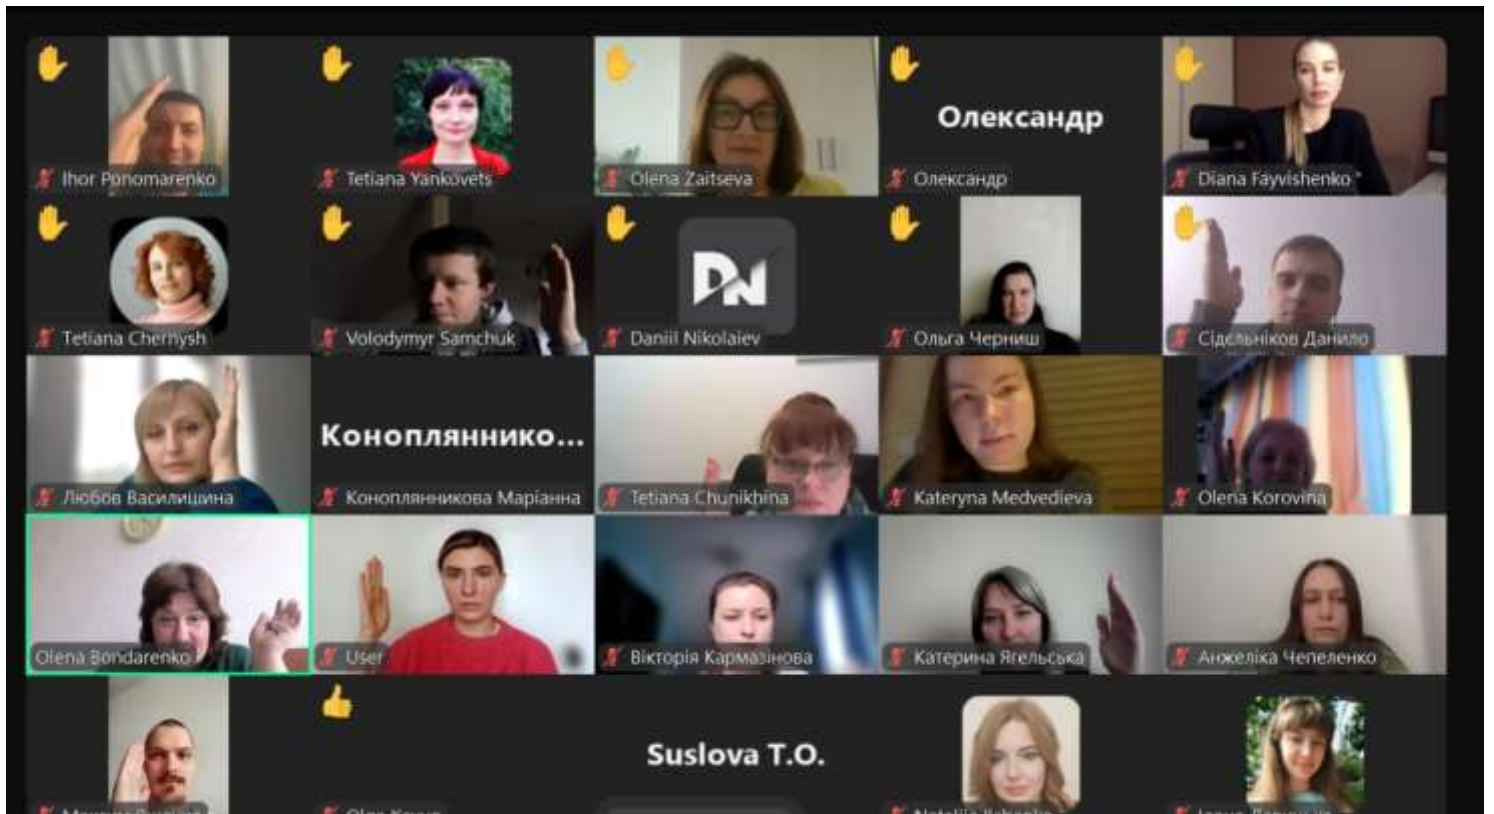 Ihor Ponomarenko
Tetiana Yankovets
Olena Zaitseva
Олександр
Олександр
Diana Fayvishenko
Tetiana Chernysh
Volodymyr Samchuk
DN
Daniil Nikolaiev
Ольга Черниш
Сідєльніков Данило
Любов Василишина
Коноплянникo...
Коноплянникова Маріанна
Tetiana Chunikhina
Kateryna Medvedieva
Olena Korovina
Olena Bondarenko
User
Вікторія Кармазінова
Катерина Ягельська
Анжеліка Чепеленко
Suslova T.O.